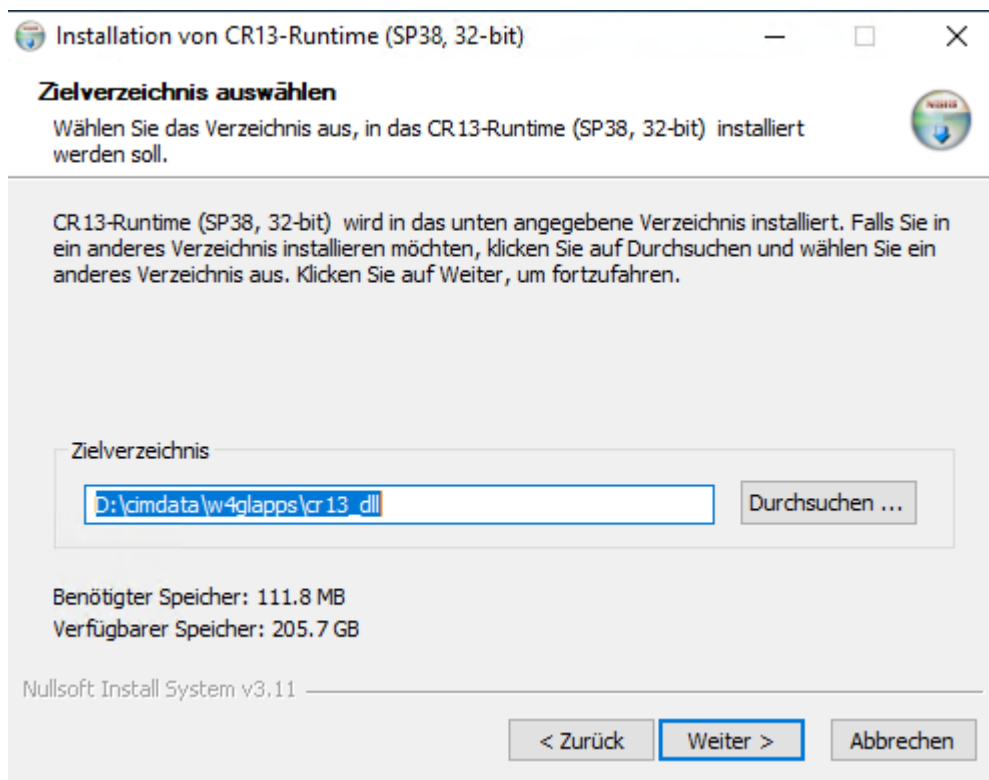 Installation von CR13-Runtime (SP38, 32-bit)
Zielverzeichnis auswählen
Wählen Sie das Verzeichnis aus, in das CR13-Runtime (SP38, 32-bit) installiert
werden soll.
CR13-Runtime (SP38, 32-bit) wird in das unten angegebene Verzeichnis installiert. Falls Sie in
ein anderes Verzeichnis installieren möchten, klicken Sie auf Durchsuchen und wählen Sie ein
anderes Verzeichnis aus. Klicken Sie auf Weiter, um fortzufahren.
Zielverzeichnis
D:\cimdata\w4glapps\cr13_dll
Durchsuchen ...
Benötigter Speicher: 111.8 MB
Verfügbarer Speicher: 205.7 GB
Nullsoft Install System v3.11
< Zurück
Weiter >
Abbrechen